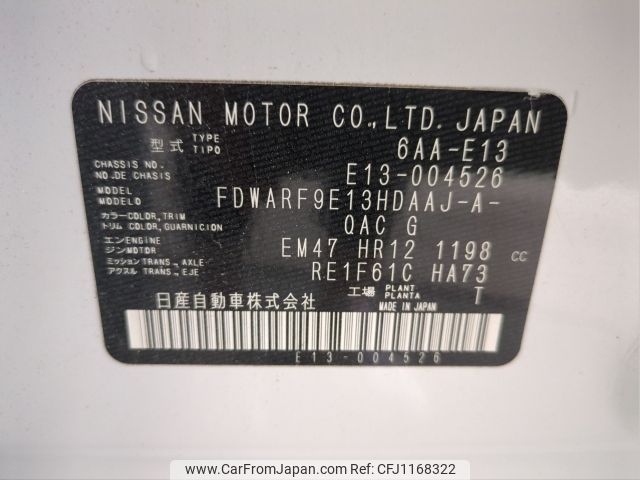 NISSAN MOTOR CO.,LTD. JAPAN
型式 TYPE TIPO 6AA-E13
CHASSIS NO. NO.DE CHASIS E13-004526
MODEL MODELO FDWARF9E13HDAAJ-A-
カラー COLOR, TRIM トリム COLOR, GUARNICION QAC G
エンジン ENGINE MOTOR EM47 HR12 1198 CC
ミッション TRANS., AXLE アクスル TRANS., EJE RE1F61C HA73
工場 PLANT PLANTA T
日産自動車株式会社 MADE IN JAPAN
E13-004526
www.CarFromJapan.com
© CarFromJapan - CFJ1168322